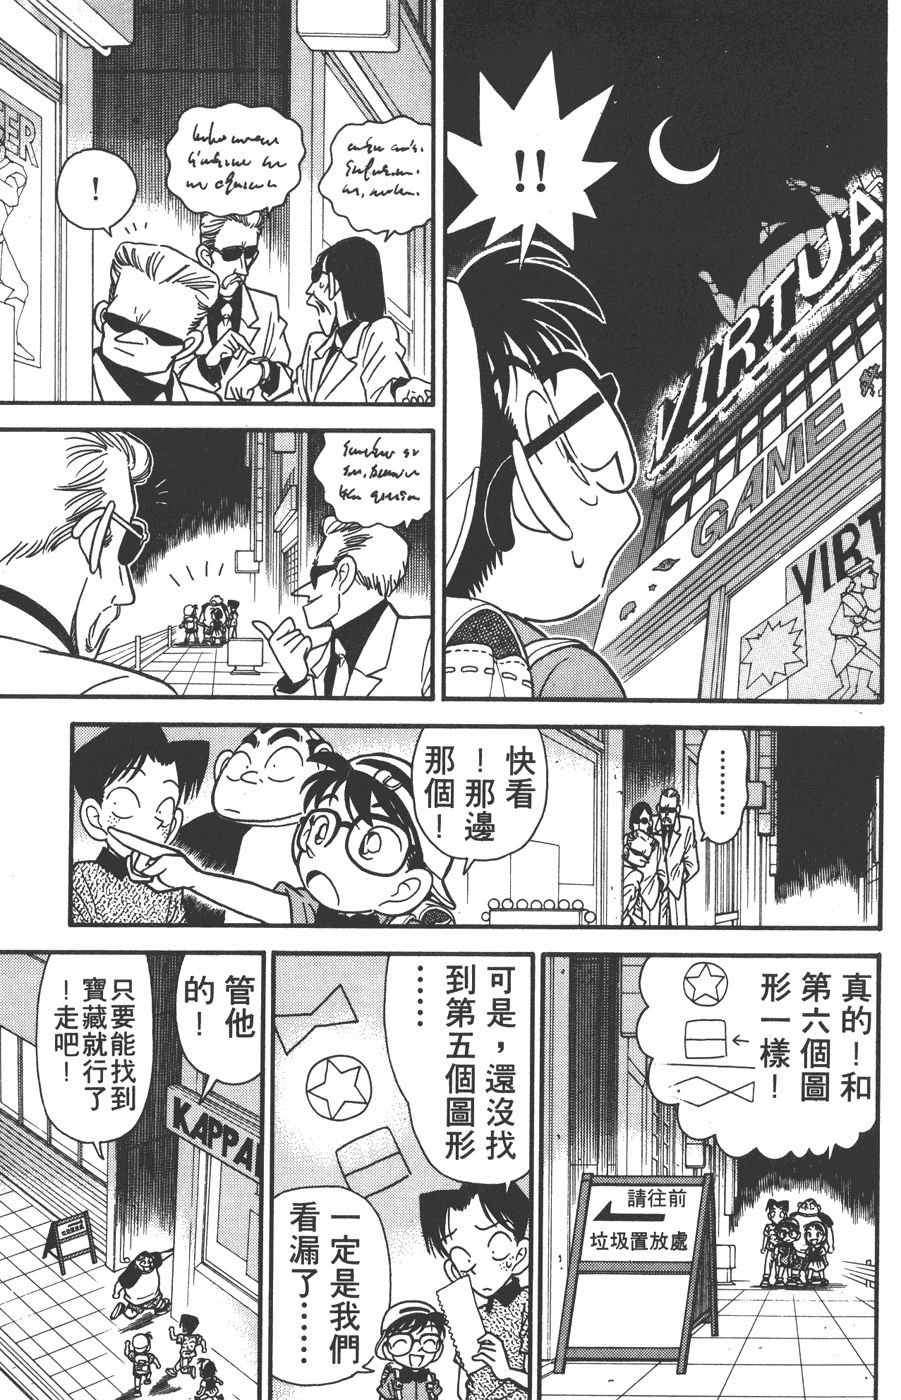 !!
VIRTUA
GAME
VIRT
!
……
快看
！那邊
那個！
真的！和
第六個圖
形一樣！
請往前
垃圾置放處
可是，還沒找
到第五個圖形
……
一定是我們
看漏了……
管他
的！
KAPPA
只要能找到
寶藏就行了
！走吧！